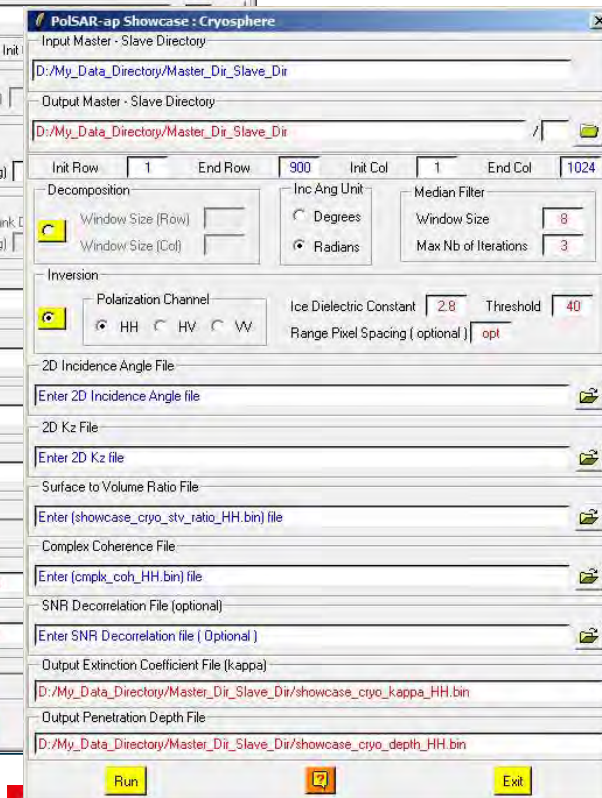 PolSAR-ap Showcase : Cryosphere
Init
Input Master - Slave Directory
D:/My_Data_Directory/Master_Dir_Slave_Dir
Output Master - Slave Directory
D:/My_Data_Directory/Master_Dir_Slave_Dir /
Init Row 1 End Row 900 Init Col 1 End Col 1024
Decomposition Inc Ang Unit Median Filter
Window Size (Row) Degrees Window Size 8
Window Size (Col) Radians Max Nb of Iterations 3
Inversion
Polarization Channel Ice Dielectric Constant 2.8 Threshold 40
HH HV VV Range Pixel Spacing ( optional ) opt
2D Incidence Angle File
Enter 2D Incidence Angle file
2D Kz File
Enter 2D Kz file
Surface to Volume Ratio File
Enter (showcase_cryo_stv_ratio_HH.bin) file
Complex Coherence File
Enter (cmplx_coh_HH.bin) file
SNR Decorrelation File (optional)
Enter SNR Decorrelation file ( Optional )
Output Extinction Coefficient File (kappa)
D:/My_Data_Directory/Master_Dir_Slave_Dir/showcase_cryo_kappa_HH.bin
Output Penetration Depth File
D:/My_Data_Directory/Master_Dir_Slave_Dir/showcase_cryo_depth_HH.bin
Run ? Exit